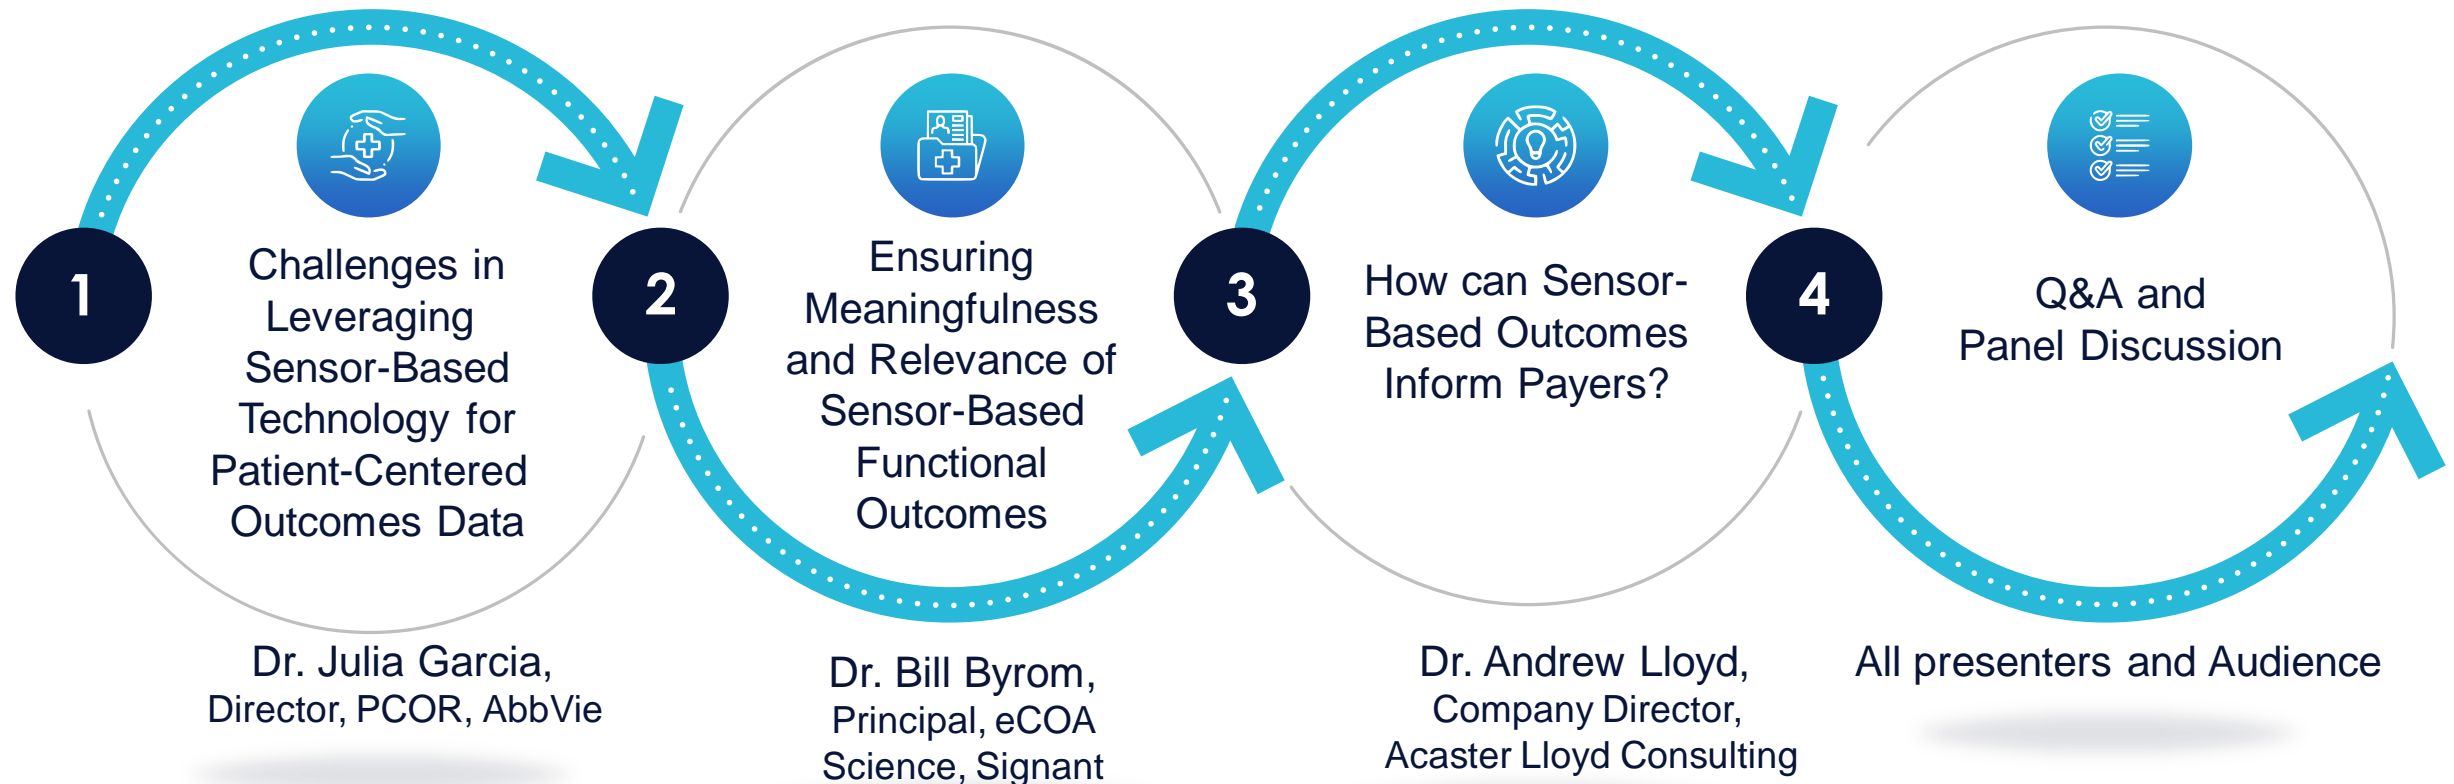 1
Challenges in
Leveraging
Sensor-Based
Technology for
Patient-Centered
Outcomes Data
Dr. Julia Garcia,
Director, PCOR, AbbVie
2
Ensuring
Meaningfulness
and Relevance of
Sensor-Based
Functional
Outcomes
Dr. Bill Byrom,
Principal, eCOA
Science, Signant
3
How can Sensor-
Based Outcomes
Inform Payers?
Dr. Andrew Lloyd,
Company Director,
Acaster Lloyd Consulting
4
Q&A and
Panel Discussion
All presenters and Audience